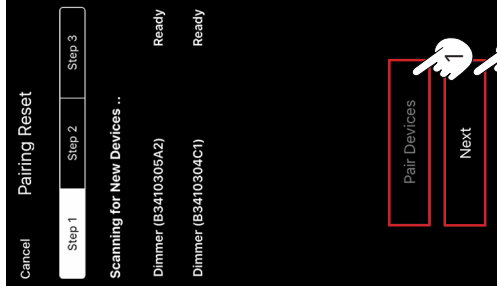 Cancel Pairing Reset
Step 1 Step 2 Step 3
Scanning for New Devices ..
Dimmer (B3410305A2) Ready
Dimmer (B3410304C1) Ready
Pair Devices
1
Next